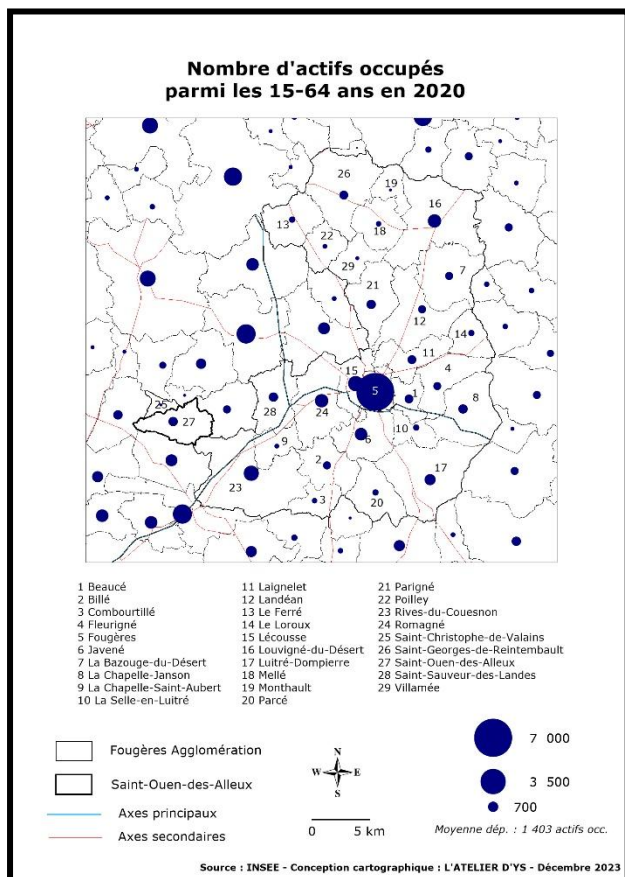 Nombre d'actifs occupés
parmi les 15-64 ans en 2020
26
19
16
13
18
22
29
7
21
12
14
11
15
4
5
25
28
1
8
24
27
10
6
9
2
17
23
3
20
1 Beaucé
2 Billé
3 Combourtillé
4 Fleurigné
5 Fougères
6 Javené
7 La Bazouge-du-Désert
8 La Chapelle-Janson
9 La Chapelle-Saint-Aubert
10 La Selle-en-Luitré
11 Laignelet
12 Landéan
13 Le Ferré
14 Le Loroux
15 Lécousse
16 Louvigné-du-Désert
17 Luitré-Dompierre
18 Mellé
19 Monthault
20 Parcé
21 Parigné
22 Poilley
23 Rives-du-Couesnon
24 Romagné
25 Saint-Christophe-de-Valains
26 Saint-Georges-de-Reintembault
27 Saint-Ouen-des-Alleux
28 Saint-Sauveur-des-Landes
29 Villamée
Fougères Agglomération
Saint-Ouen-des-Alleux
Axes principaux
Axes secondaires
N
W E
S
0 5 km
7 000
3 500
700
Moyenne dép. : 1 403 actifs occ.
Source : INSEE - Conception cartographique : L'ATELIER D'YS - Décembre 2023